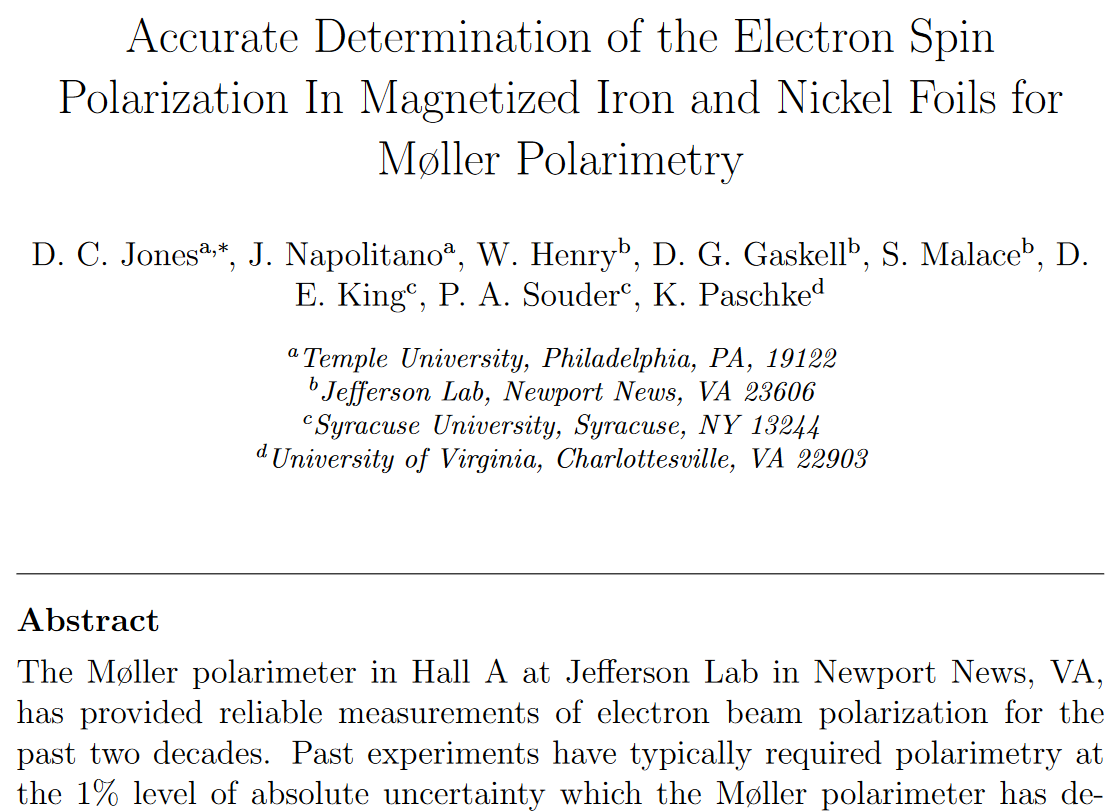 Accurate Determination of the Electron Spin
Polarization In Magnetized Iron and Nickel Foils for
Møller Polarimetry
D. C. Jonesᵃ,*, J. Napolitanoᵃ, W. Henryᵇ, D. G. Gaskellᵇ, S. Malaceᵇ, D.
E. Kingᶜ, P. A. Souderᶜ, K. Paschkeᵈ
ᵃTemple University, Philadelphia, PA, 19122
ᵇJefferson Lab, Newport News, VA 23606
ᶜSyracuse University, Syracuse, NY 13244
ᵈUniversity of Virginia, Charlottesville, VA 22903
Abstract
The Møller polarimeter in Hall A at Jefferson Lab in Newport News, VA,
has provided reliable measurements of electron beam polarization for the
past two decades. Past experiments have typically required polarimetry at
the 1% level of absolute uncertainty which the Møller polarimeter has de-